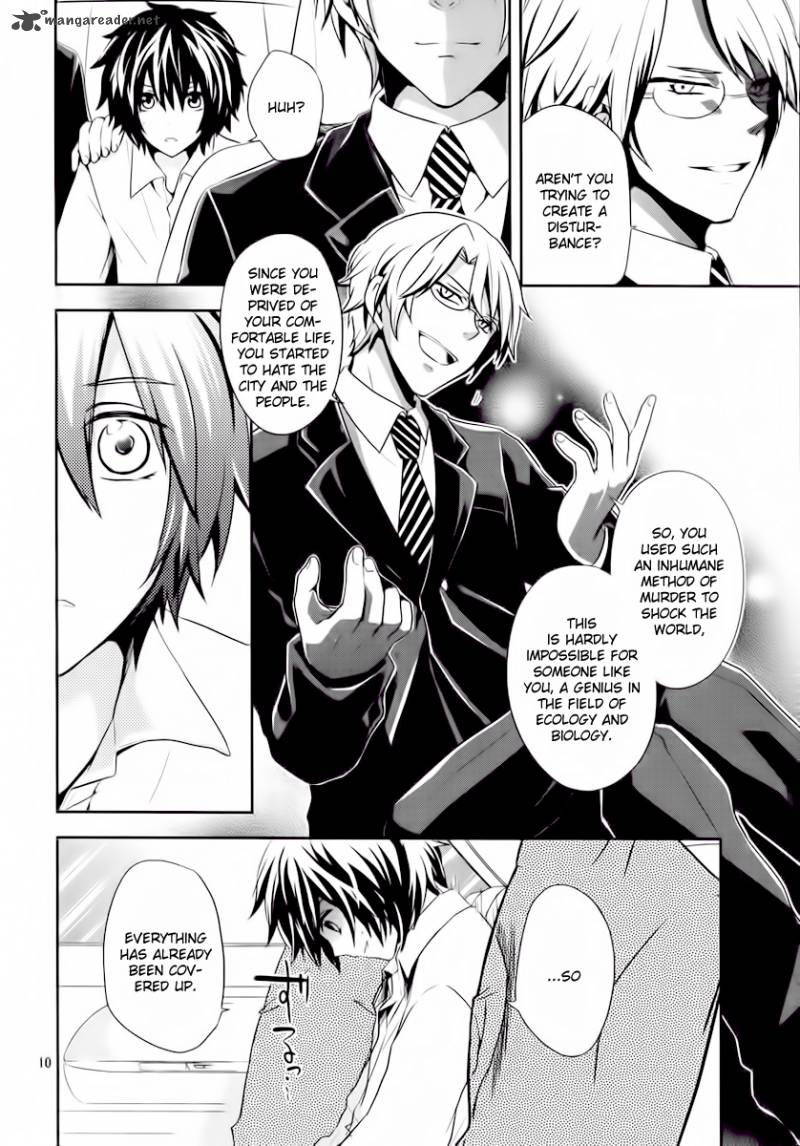 mangareader.net
HUH?
AREN'T YOU
TRYING TO
CREATE A
DISTUR-
BANCE?
SINCE YOU
WERE DE-
PRIVED OF
YOUR COM-
FORTABLE LIFE,
YOU STARTED
TO HATE THE
CITY AND THE
PEOPLE.
SO, YOU
USED SUCH
AN INHUMANE
METHOD OF
MURDER TO
SHOCK THE
WORLD,
THIS
IS HARDLY
IMPOSSIBLE FOR
SOMEONE LIKE
YOU, A GENIUS IN
THE FIELD OF
ECOLOGY AND
BIOLOGY.
...SO
EVERYTHING
HAS ALREADY
BEEN COV-
ERED UP.
10